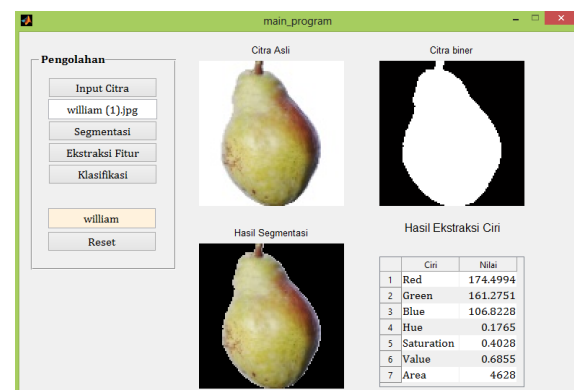 main_program
Pengolahan
Input Citra
william (1).jpg
Segmentasi
Ekstraksi Fitur
Klasifikasi
william
Reset
Citra Asli
Citra biner
Hasil Segmentasi
Hasil Ekstraksi Ciri
Ciri Nilai
1 Red 174.4994
2 Green 161.2751
3 Blue 106.8228
4 Hue 0.1765
5 Saturation 0.4028
6 Value 0.6855
7 Area 4628